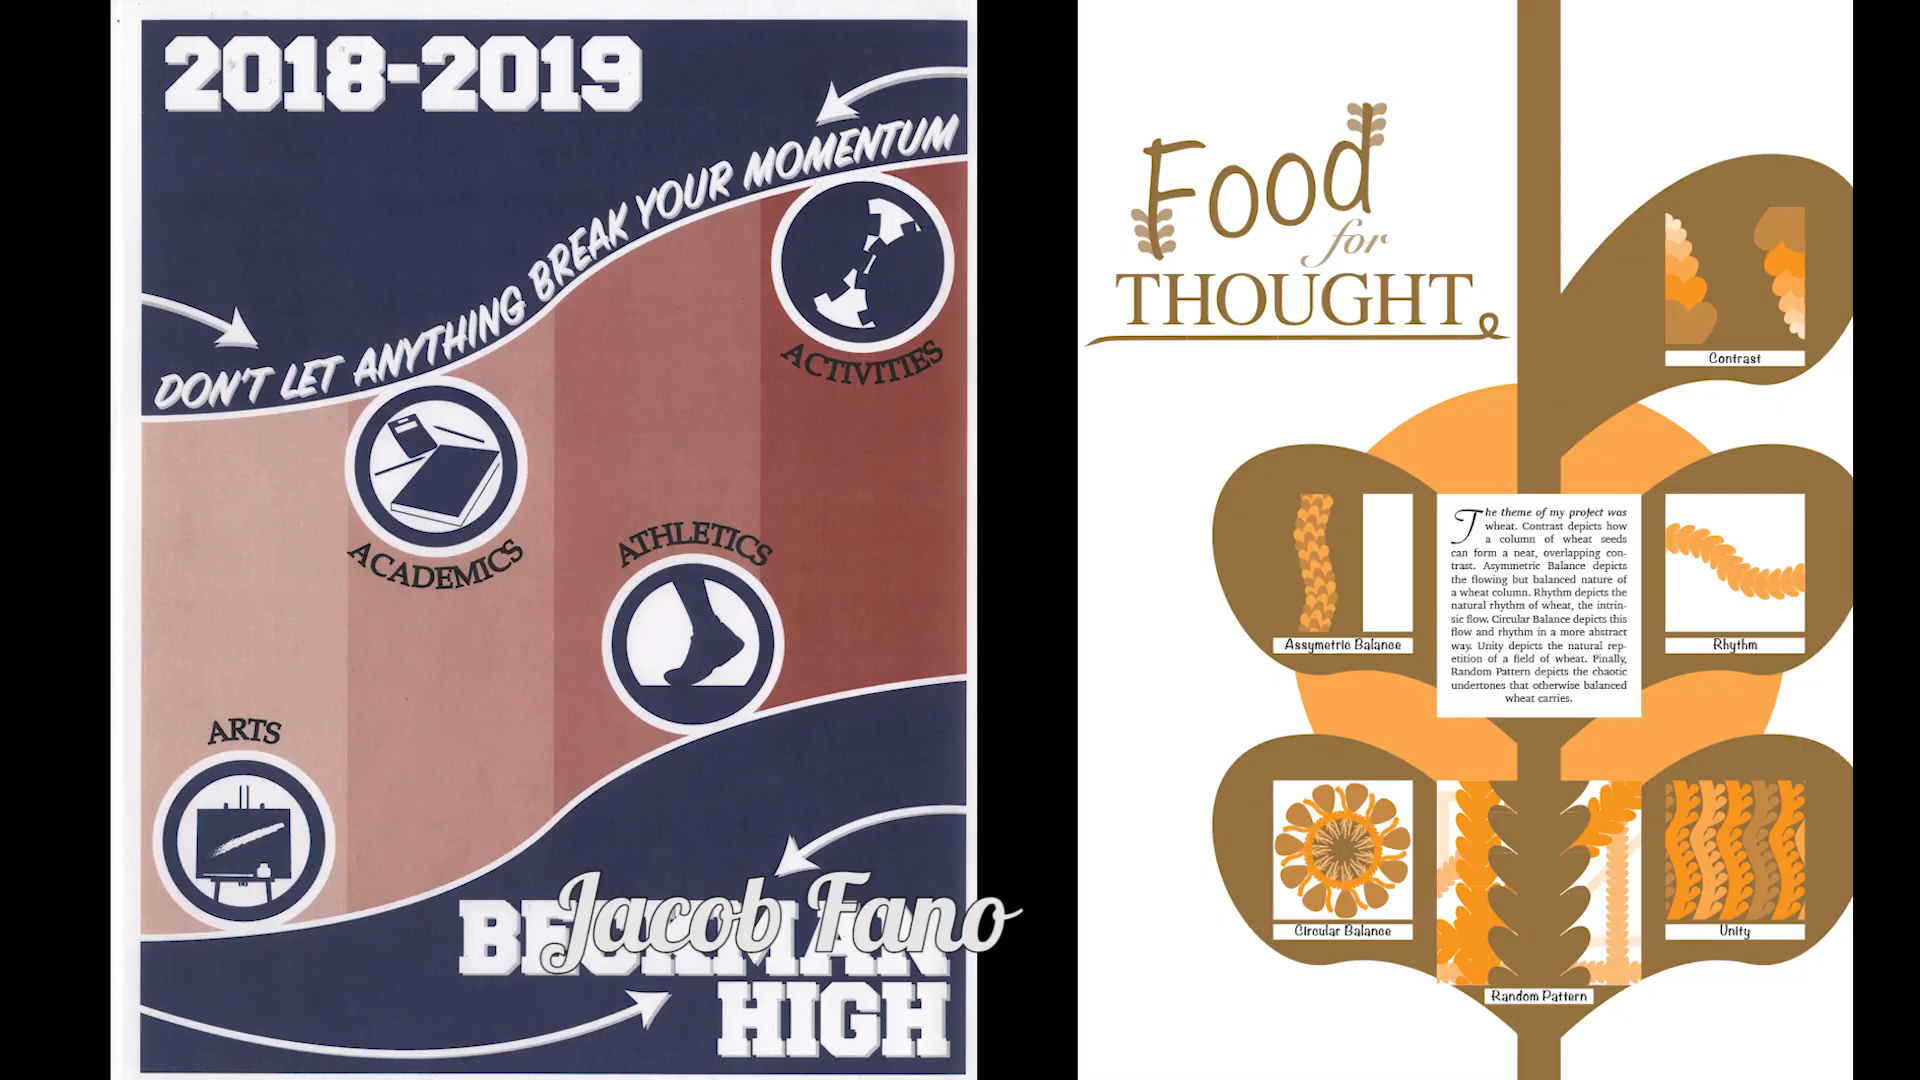 2018-2019
DON'T LET ANYTHING BREAK YOUR MOMENTUM
ACTIVITIES
ACADEMICS
ATHLETICS
ARTS
BECKMAN
HIGH
Jacob Fano
Food
for
THOUGHT
Contrast
The theme of my project was
wheat. Contrast depicts how
a column of wheat seeds
can form a neat, overlapping con-
trast. Asymmetric Balance depicts
the flowing but balanced nature of
a wheat column. Rhythm depicts the
natural rhythm of wheat, the intrin-
sic flow. Circular Balance depicts this
flow and rhythm in a more abstract
way. Unity depicts the natural rep-
etition of a field of wheat. Pinally,
Random Pattern depicts the chaotic
undertones that otherwise balanced
wheat carries.
Assymetric Balance
Rhythm
Circular Balance
Unity
Random Pattern